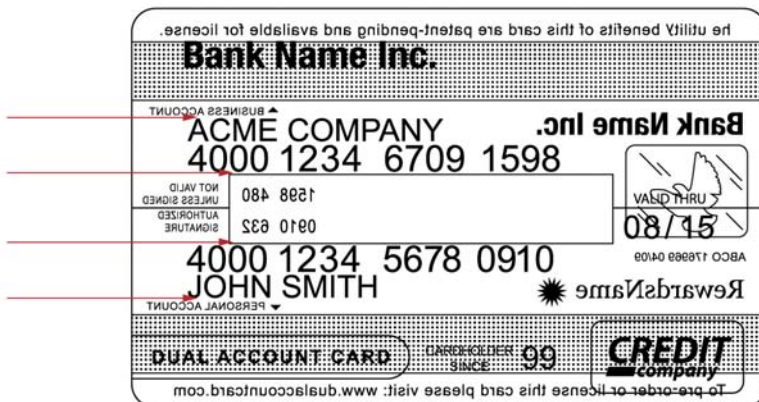 he utility benefits of this card are patent-pending and available for license.
Bank Name Inc.
BUSINESS ACCOUNT
ACME COMPANY
Bank Name Inc.
4000 1234 6709 1598
NOT VALID
UNLESS SIGNED
1598 480
VALID THRU
AUTHORIZED
SIGNATURE
0910 632
08/15
4000 1234 5678 0910
ABCO 176969 04/09
JOHN SMITH
RewardsName
PERSONAL ACCOUNT
DUAL ACCOUNT CARD
CARDHOLDER
SINCE
99
CREDIT
company
To pre-order or license this card please visit: www.dualaccountcard.com